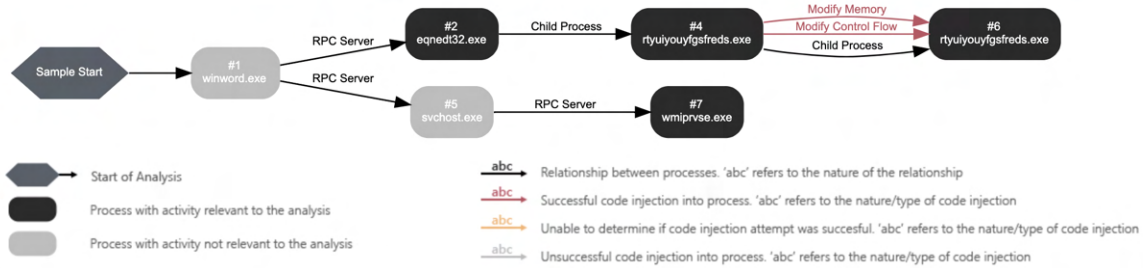 Sample Start
#1
winword.exe
RPC Server
RPC Server
#2
eqnedt32.exe
Child Process
#4
rtyuiyouyfgsfreds.exe
Modify Memory
Modify Control Flow
Child Process
#6
rtyuiyouyfgsfreds.exe
#5
svchost.exe
RPC Server
#7
wmiprvse.exe
Start of Analysis
Process with activity relevant to the analysis
Process with activity not relevant to the analysis
abc
Relationship between processes. 'abc' refers to the nature of the relationship
abc
Successful code injection into process. 'abc' refers to the nature/type of code injection
abc
Unable to determine if code injection attempt was succesful. 'abc' refers to the nature/type of code injection
abc
Unsuccessful code injection into process. 'abc' refers to the nature/type of code injection